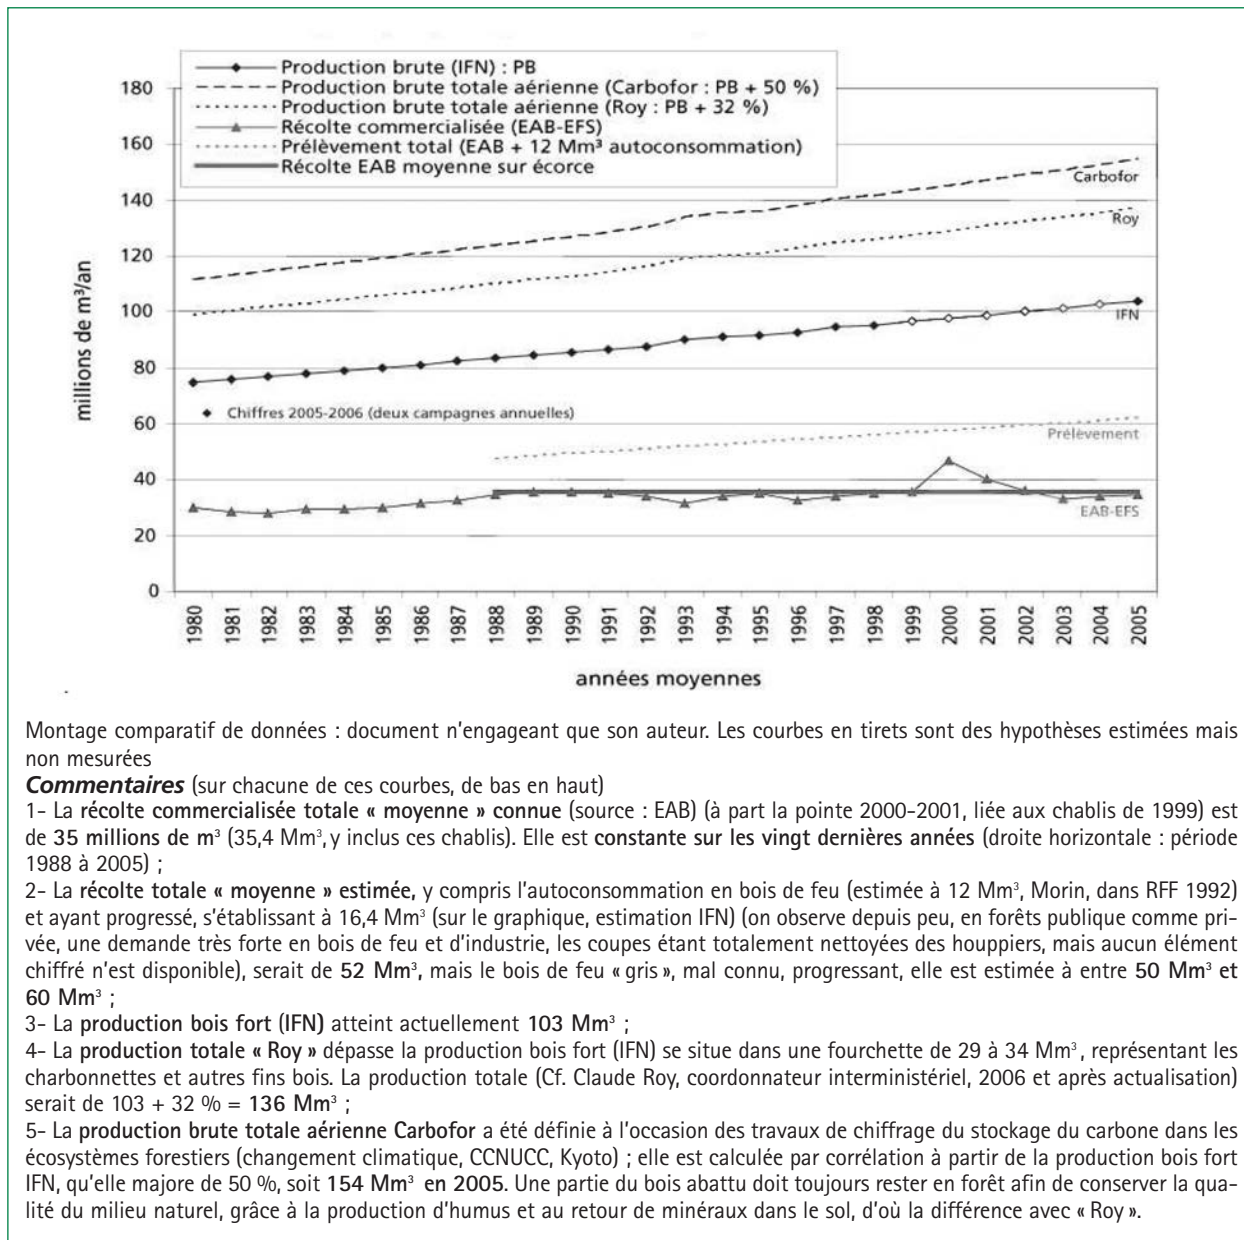 Production brute (IFN) : PB
Production brute totale aérienne (Carbofor : PB + 50 %)
Production brute totale aérienne (Roy : PB + 32 %)
Récolte commercialisée (EAB-EFS)
Prélèvement total (EAB + 12 Mm³ autoconsommation)
Récolte EAB moyenne sur écorce
180
160
140
120
100
80
60
40
20
0
millions de m³/an
Carbofor
Roy
IFN
Chiffres 2005-2006 (deux campagnes annuelles)
Prélèvement
EAB-EFS
1980 1981 1982 1983 1984 1985 1986 1987 1988 1989 1990 1991 1992 1993 1994 1995 1996 1997 1998 1999 2000 2001 2002 2003 2004 2005
années moyennes
Montage comparatif de données : document n'engageant que son auteur. Les courbes en tirets sont des hypothèses estimées mais
non mesurées
Commentaires (sur chacune de ces courbes, de bas en haut)
1- La récolte commercialisée totale « moyenne » connue (source : EAB) (à part la pointe 2000-2001, liée aux chablis de 1999) est
de 35 millions de m³ (35,4 Mm³, y inclus ces chablis). Elle est constante sur les vingt dernières années (droite horizontale : période
1988 à 2005) ;
2- La récolte totale « moyenne » estimée, y compris l'autoconsommation en bois de feu (estimée à 12 Mm³, Morin, dans RFF 1992)
et ayant progressé, s'établissant à 16,4 Mm³ (sur le graphique, estimation IFN) (on observe depuis peu, en forêts publique comme pri-
vée, une demande très forte en bois de feu et d'industrie, les coupes étant totalement nettoyées des houppiers, mais aucun élément
chiffré n'est disponible), serait de 52 Mm³, mais le bois de feu « gris », mal connu, progressant, elle est estimée à entre 50 Mm³ et
60 Mm³ ;
3- La production bois fort (IFN) atteint actuellement 103 Mm³ ;
4- La production totale « Roy » dépasse la production bois fort (IFN) se situe dans une fourchette de 29 à 34 Mm³, représentant les
charbonnettes et autres fins bois. La production totale (Cf. Claude Roy, coordonnateur interministériel, 2006 et après actualisation)
serait de 103 + 32 % = 136 Mm³ ;
5- La production brute totale aérienne Carbofor a été définie à l'occasion des travaux de chiffrage du stockage du carbone dans les
écosystèmes forestiers (changement climatique, CCNUCC, Kyoto) ; elle est calculée par corrélation à partir de la production bois fort
IFN, qu'elle majore de 50 %, soit 154 Mm³ en 2005. Une partie du bois abattu doit toujours rester en forêt afin de conserver la qua-
lité du milieu naturel, grâce à la production d'humus et au retour de minéraux dans le sol, d'où la différence avec « Roy ».